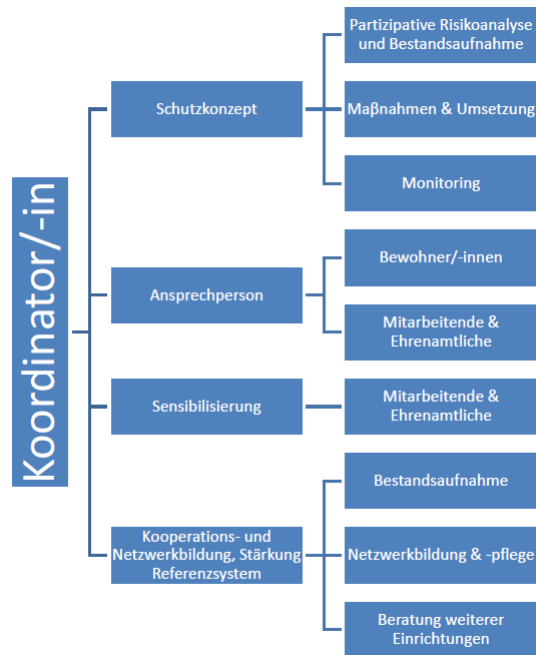 Koordinator/-in
Schutzkonzept
Partizipative Risikoanalyse
und Bestandsaufnahme
Maßnahmen & Umsetzung
Monitoring
Ansprechperson
Bewohner/-innen
Mitarbeitende &
Ehrenamtliche
Sensibilisierung
Mitarbeitende &
Ehrenamtliche
Kooperations- und
Netzwerkbildung, Stärkung
Referenzsystem
Bestandsaufnahme
Netzwerkbildung & -pflege
Beratung weiterer
Einrichtungen